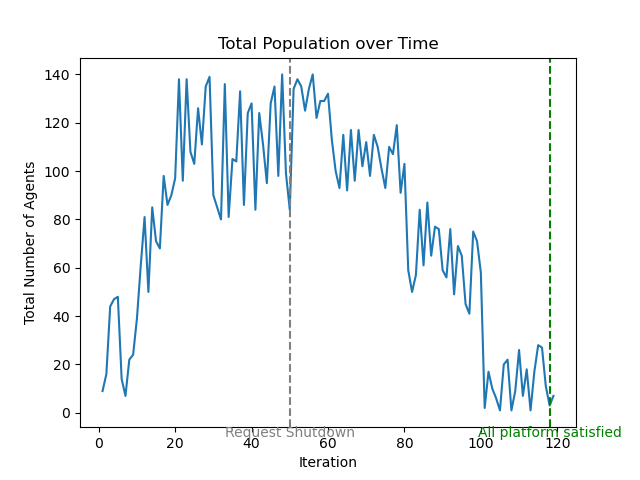 Total Population over Time
Total Number of Agents
140
120
100
80
60
40
20
0
0 20 40 60 80 100 120
Request Shutdown
All platform satisfied
Iteration